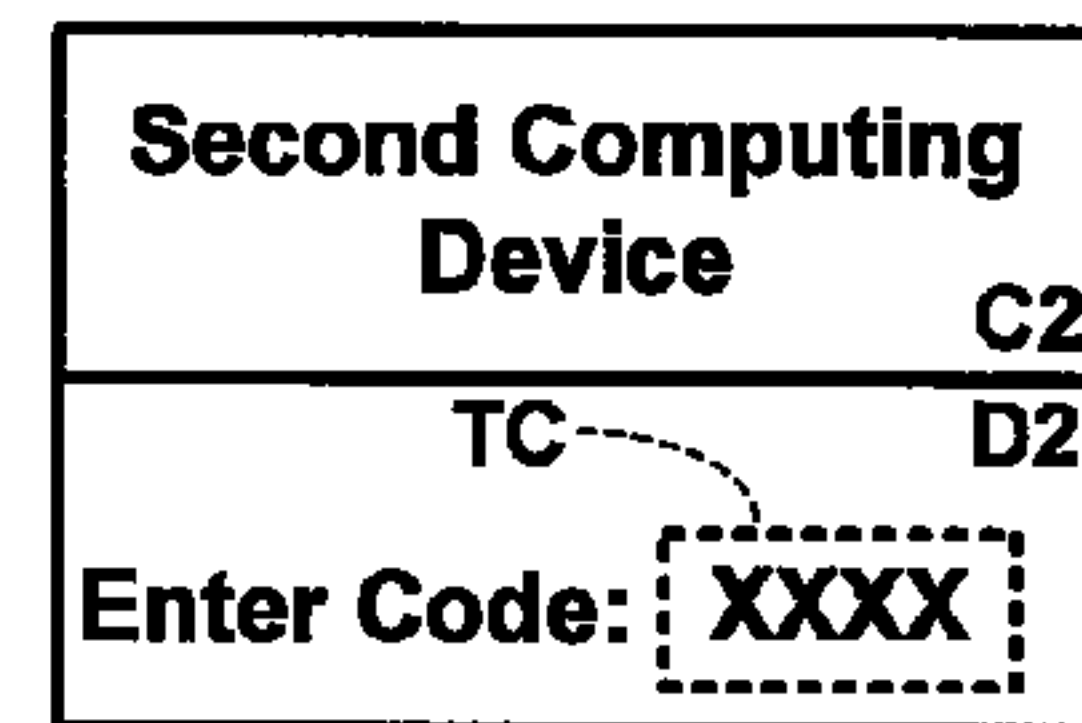 Second Computing
Device
C2
TC
D2
Enter Code: XXXX